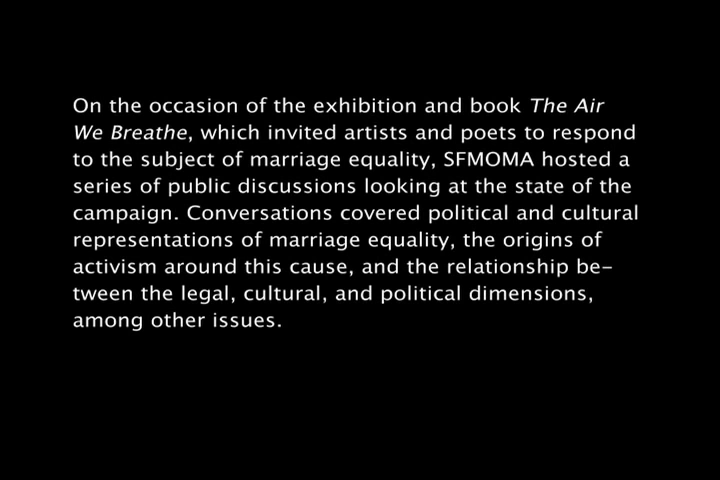 On the occasion of the exhibition and book The Air
We Breathe, which invited artists and poets to respond
to the subject of marriage equality, SFMOMA hosted a
series of public discussions looking at the state of the
campaign. Conversations covered political and cultural
representations of marriage equality, the origins of
activism around this cause, and the relationship be–
tween the legal, cultural, and political dimensions,
among other issues.